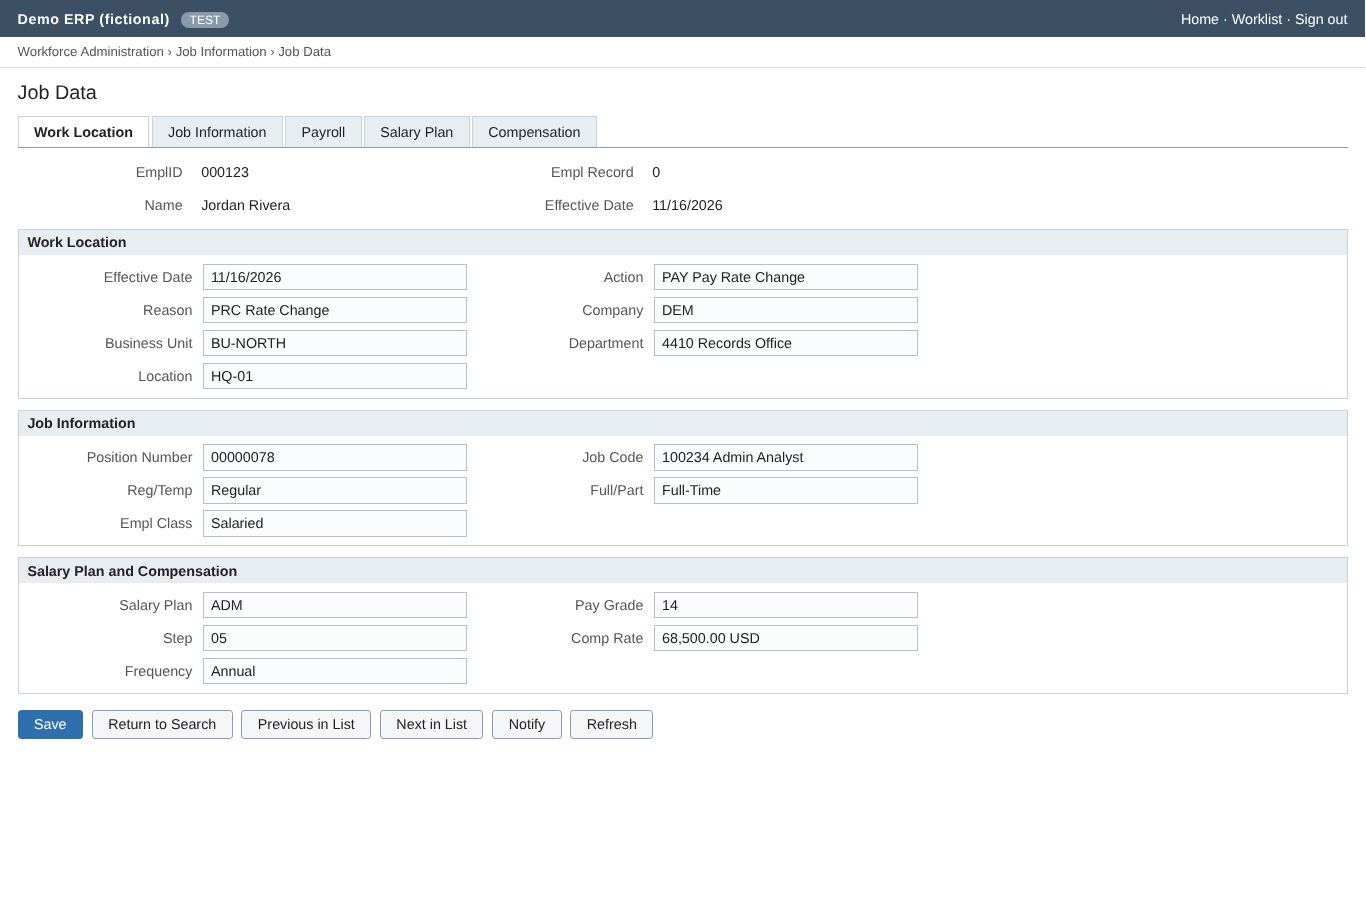 Demo ERP (fictional) TEST Home · Worklist · Sign out
Workforce Administration › Job Information › Job Data
Job Data
Work Location Job Information Payroll Salary Plan Compensation
EmplID 000123 Empl Record 0
Name Jordan Rivera Effective Date 11/16/2026
Work Location
Effective Date 11/16/2026 Action PAY Pay Rate Change
Reason PRC Rate Change Company DEM
Business Unit BU-NORTH Department 4410 Records Office
Location HQ-01
Job Information
Position Number 00000078 Job Code 100234 Admin Analyst
Reg/Temp Regular Full/Part Full-Time
Empl Class Salaried
Salary Plan and Compensation
Salary Plan ADM Pay Grade 14
Step 05 Comp Rate 68,500.00 USD
Frequency Annual
Save Return to Search Previous in List Next in List Notify Refresh